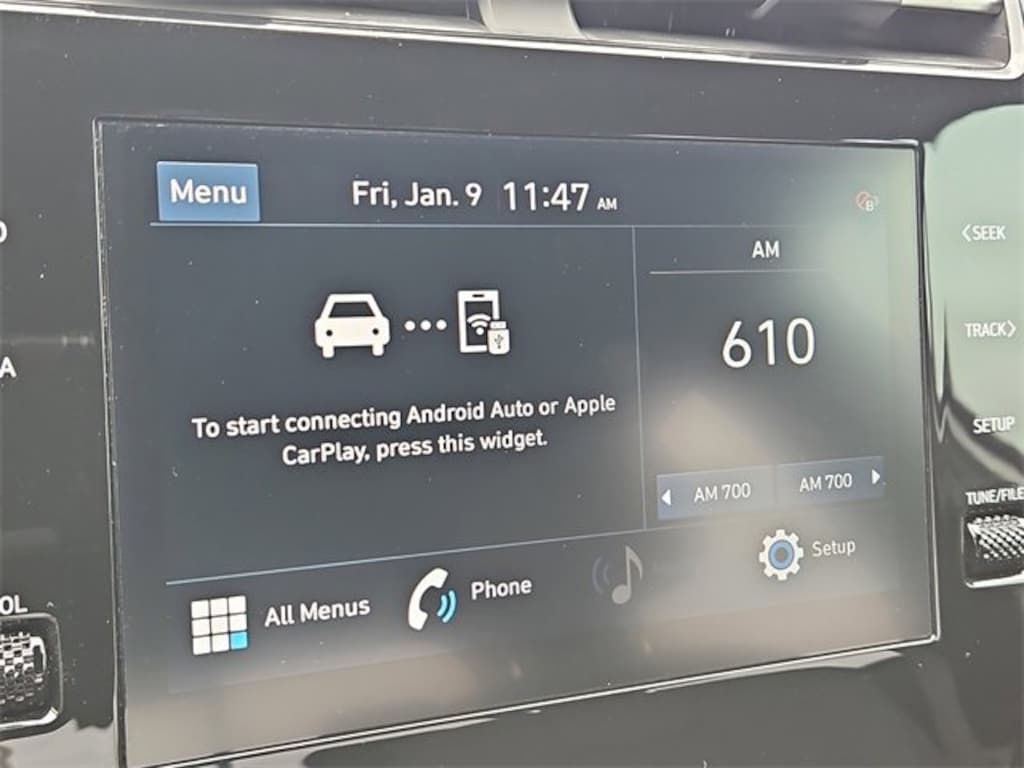 Menu
Fri, Jan. 9 11:47 AM
B
AM
610
To start connecting Android Auto or Apple
CarPlay, press this widget.
AM 700
AM 700
All Menus
Phone
Setup
SEEK
TRACK
SETUP
TUNE/FILE
OL
A